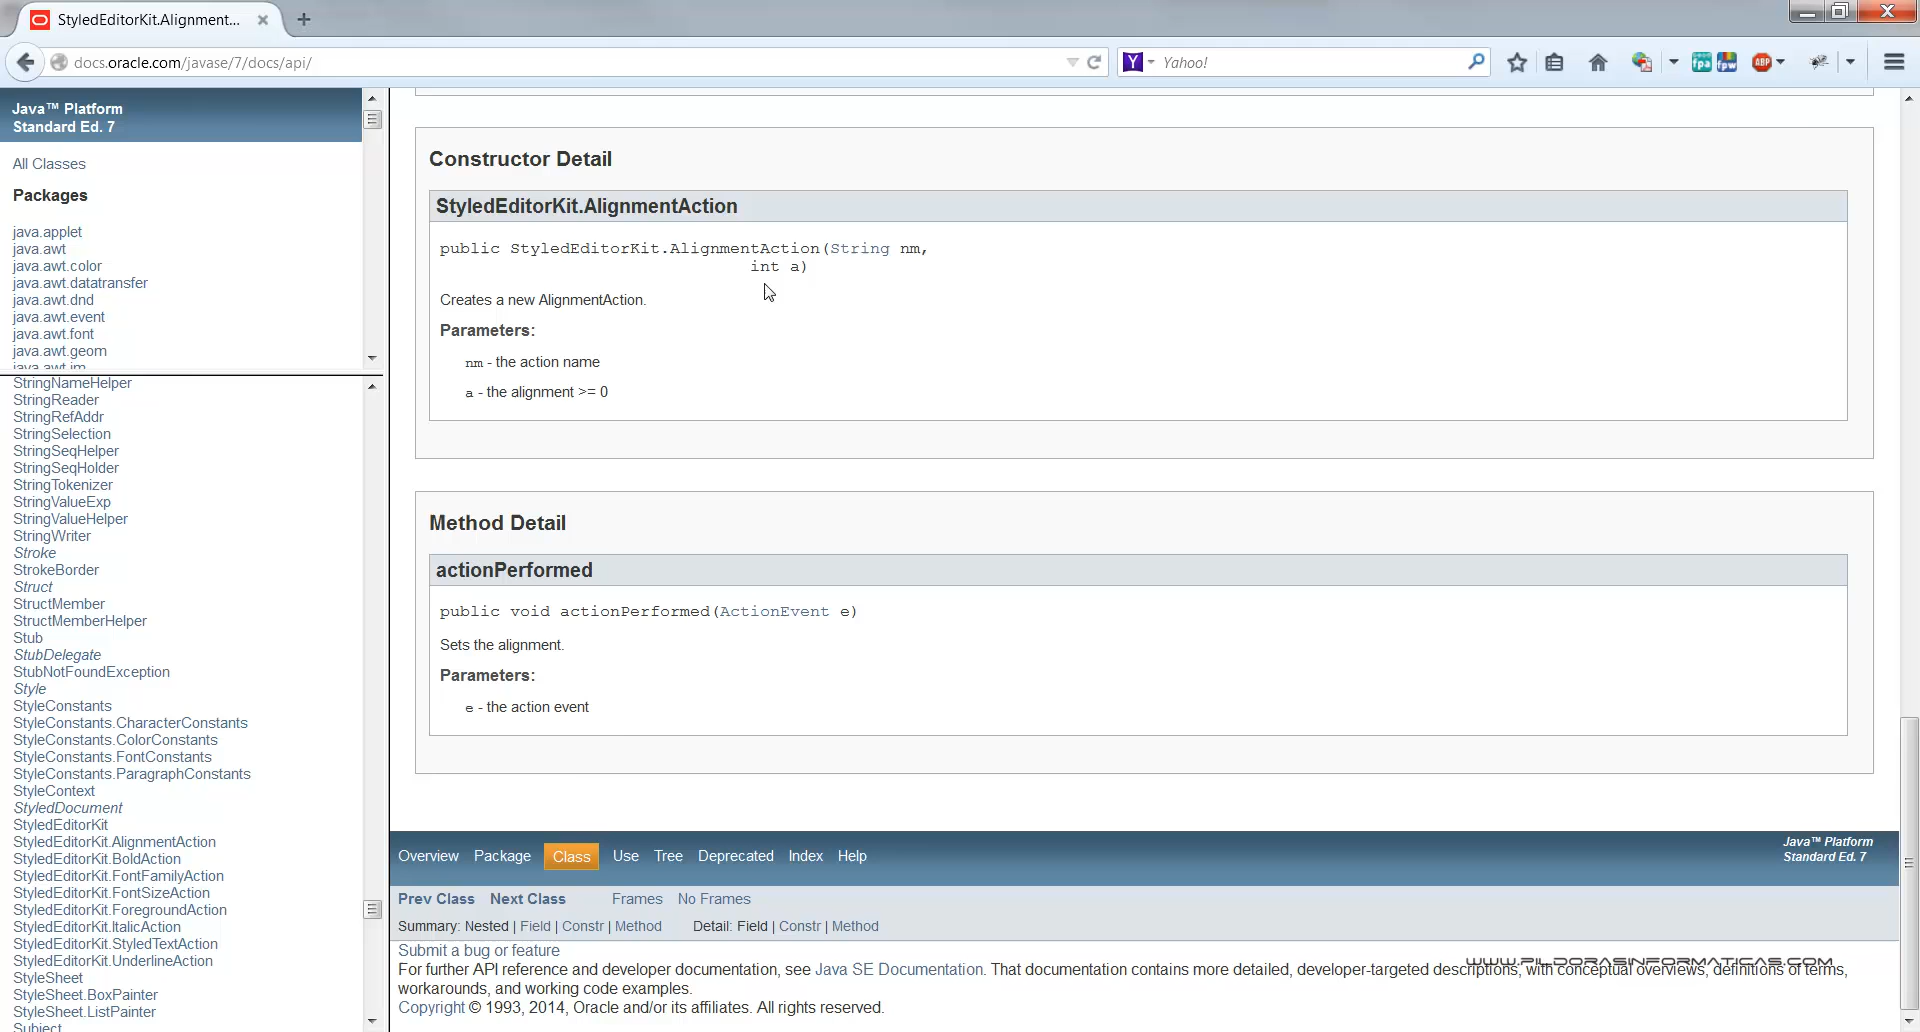 StyledEditorKit.Alignment...
docs.oracle.com/javase/7/docs/api/
Yahoo!
fpa
fpw
ABP
Java™ Platform
Standard Ed. 7
All Classes
Packages
java.applet
java.awt
java.awt.color
java.awt.datatransfer
java.awt.dnd
java.awt.event
java.awt.font
java.awt.geom
java.awt.im
StringNameHelper
StringReader
StringRefAddr
StringSelection
StringSeqHelper
StringSeqHolder
StringTokenizer
StringValueExp
StringValueHelper
StringWriter
Stroke
StrokeBorder
Struct
StructMember
StructMemberHelper
Stub
StubDelegate
StubNotFoundException
Style
StyleConstants
StyleConstants.CharacterConstants
StyleConstants.ColorConstants
StyleConstants.FontConstants
StyleConstants.ParagraphConstants
StyleContext
StyledDocument
StyledEditorKit
StyledEditorKit.AlignmentAction
StyledEditorKit.BoldAction
StyledEditorKit.FontFamilyAction
StyledEditorKit.FontSizeAction
StyledEditorKit.ForegroundAction
StyledEditorKit.ItalicAction
StyledEditorKit.StyledTextAction
StyledEditorKit.UnderlineAction
StyleSheet
StyleSheet.BoxPainter
StyleSheet.ListPainter
Subject
Constructor Detail
StyledEditorKit.AlignmentAction
public StyledEditorKit.AlignmentAction(String nm,
int a)
Creates a new AlignmentAction.
Parameters:
nm - the action name
a - the alignment >= 0
Method Detail
actionPerformed
public void actionPerformed(ActionEvent e)
Sets the alignment.
Parameters:
e - the action event
Overview Package Class Use Tree Deprecated Index Help
Java™ Platform
Standard Ed. 7
Prev Class Next Class Frames No Frames
Summary: Nested | Field | Constr | Method Detail: Field | Constr | Method
Submit a bug or feature
For further API reference and developer documentation, see Java SE Documentation. That documentation contains more detailed, developer-targeted descriptions, with conceptual overviews, definitions of terms,
workarounds, and working code examples.
Copyright © 1993, 2014, Oracle and/or its affiliates. All rights reserved.
WWW.PILDORASINFORMATICAS.COM